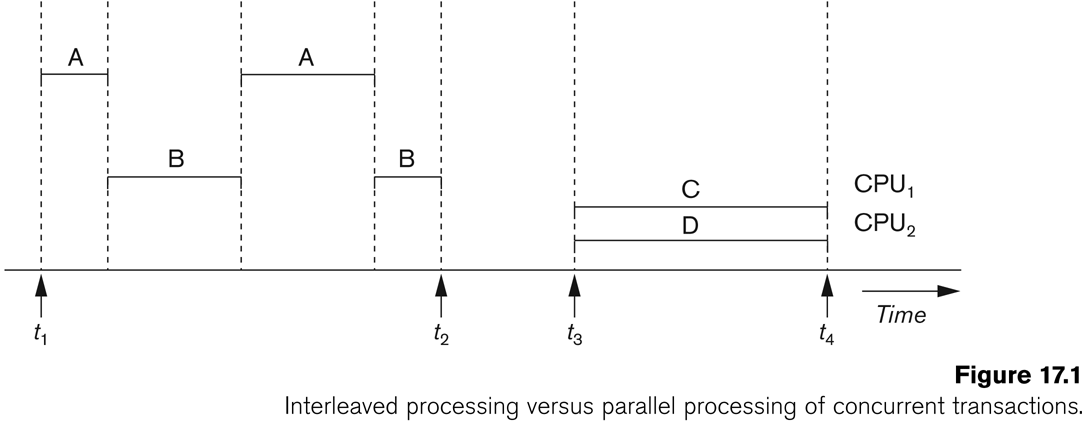 A
A
B
B
C
CPU₁
D
CPU₂
t₁
t₂
t₃
t₄
Time
Figure 17.1
Interleaved processing versus parallel processing of concurrent transactions.